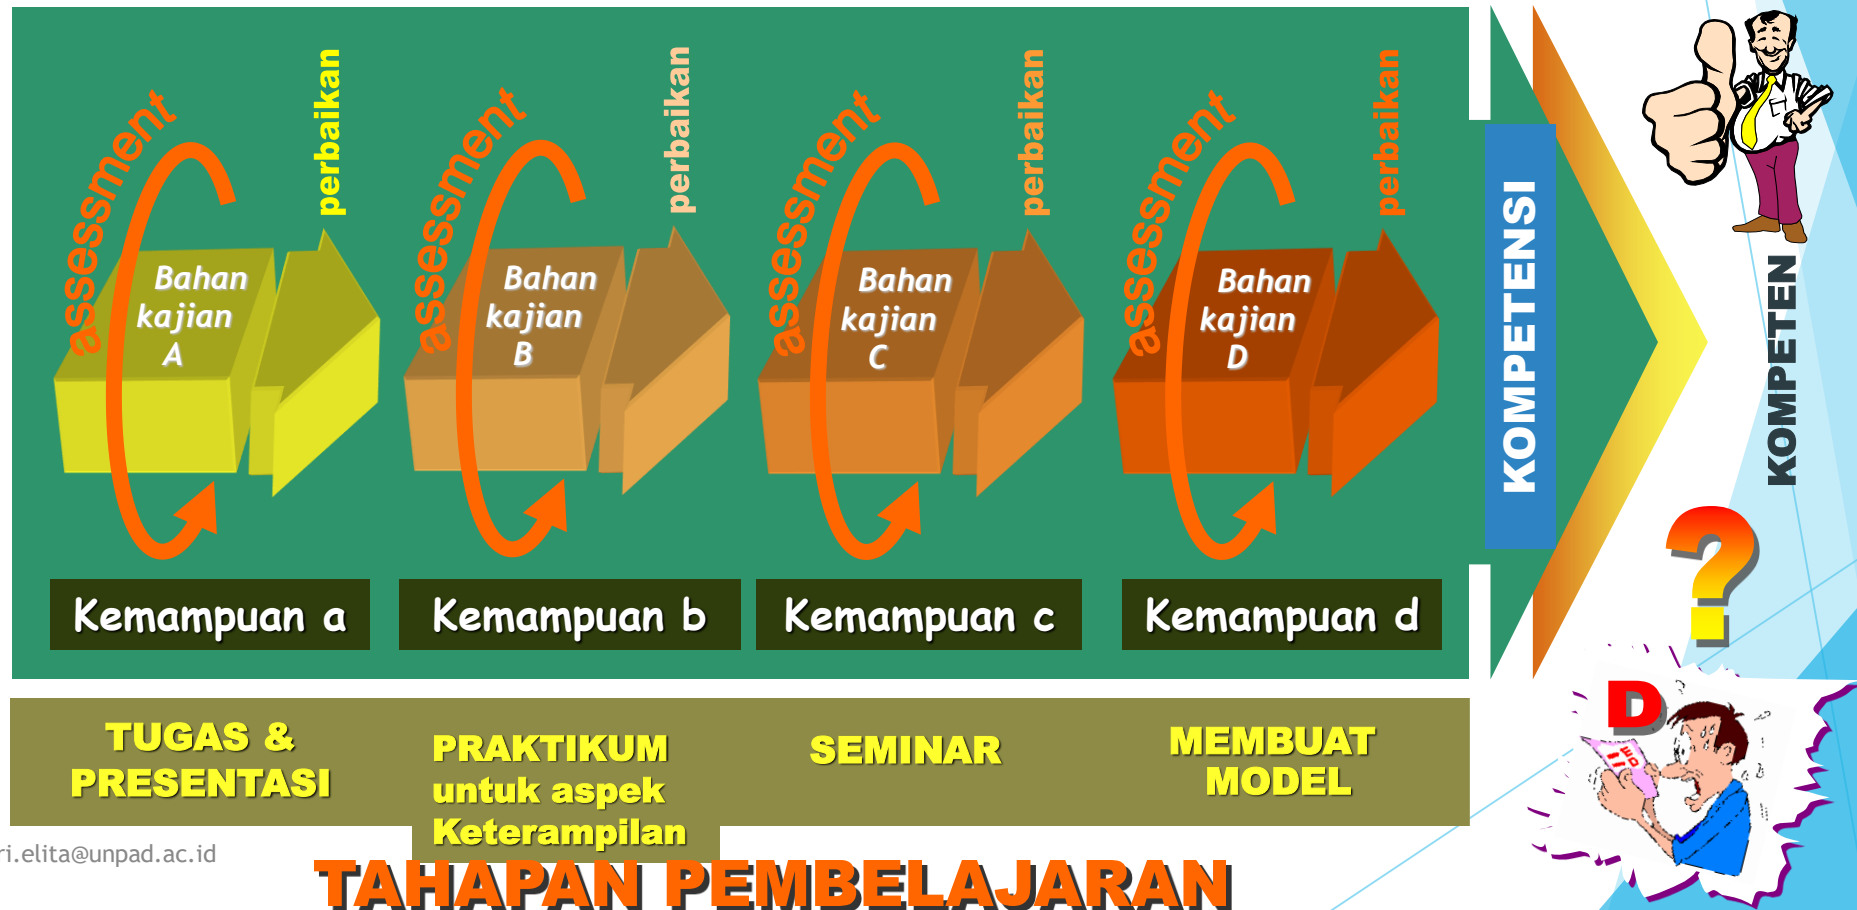 assessment
perbaikan
Bahan
kajian
A
assessment
perbaikan
Bahan
kajian
B
assessment
perbaikan
Bahan
kajian
C
assessment
perbaikan
Bahan
kajian
D
Kemampuan a
Kemampuan b
Kemampuan c
Kemampuan d
KOMPETENSI
KOMPETEN
?
D
TUGAS &
PRESENTASI
PRAKTIKUM
untuk aspek
Keterampilan
SEMINAR
MEMBUAT
MODEL
ri.elita@unpad.ac.id
TAHAPAN PEMBELAJARAN